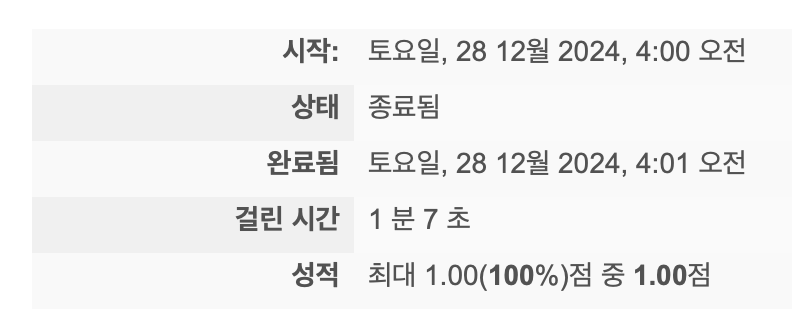 시작: 토요일, 28 12월 2024, 4:00 오전
상태 종료됨
완료됨 토요일, 28 12월 2024, 4:01 오전
걸린 시간 1 분 7 초
성적 최대 1.00(100%)점 중 1.00점